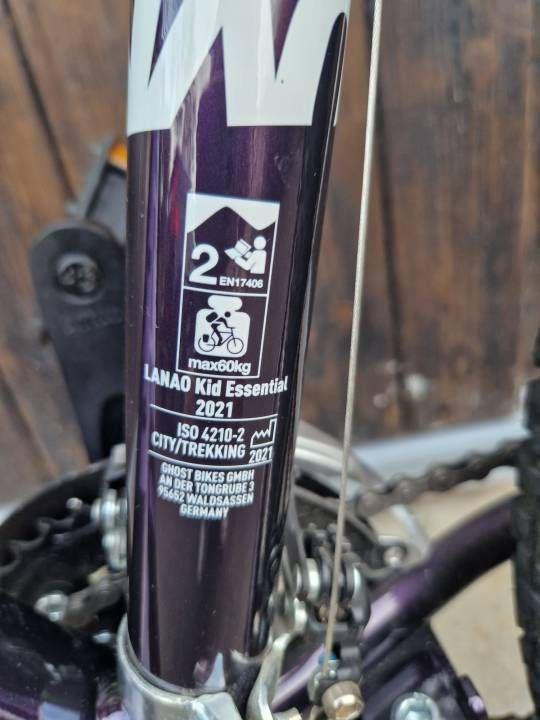 2
EN17406
max60kg
LANAO Kid Essential
2021
ISO 4210-2
CITY/TREKKING 2021
GHOST BIKES GMBH
AN DER TONGRUBE 3
95652 WALDSASSEN
GERMANY